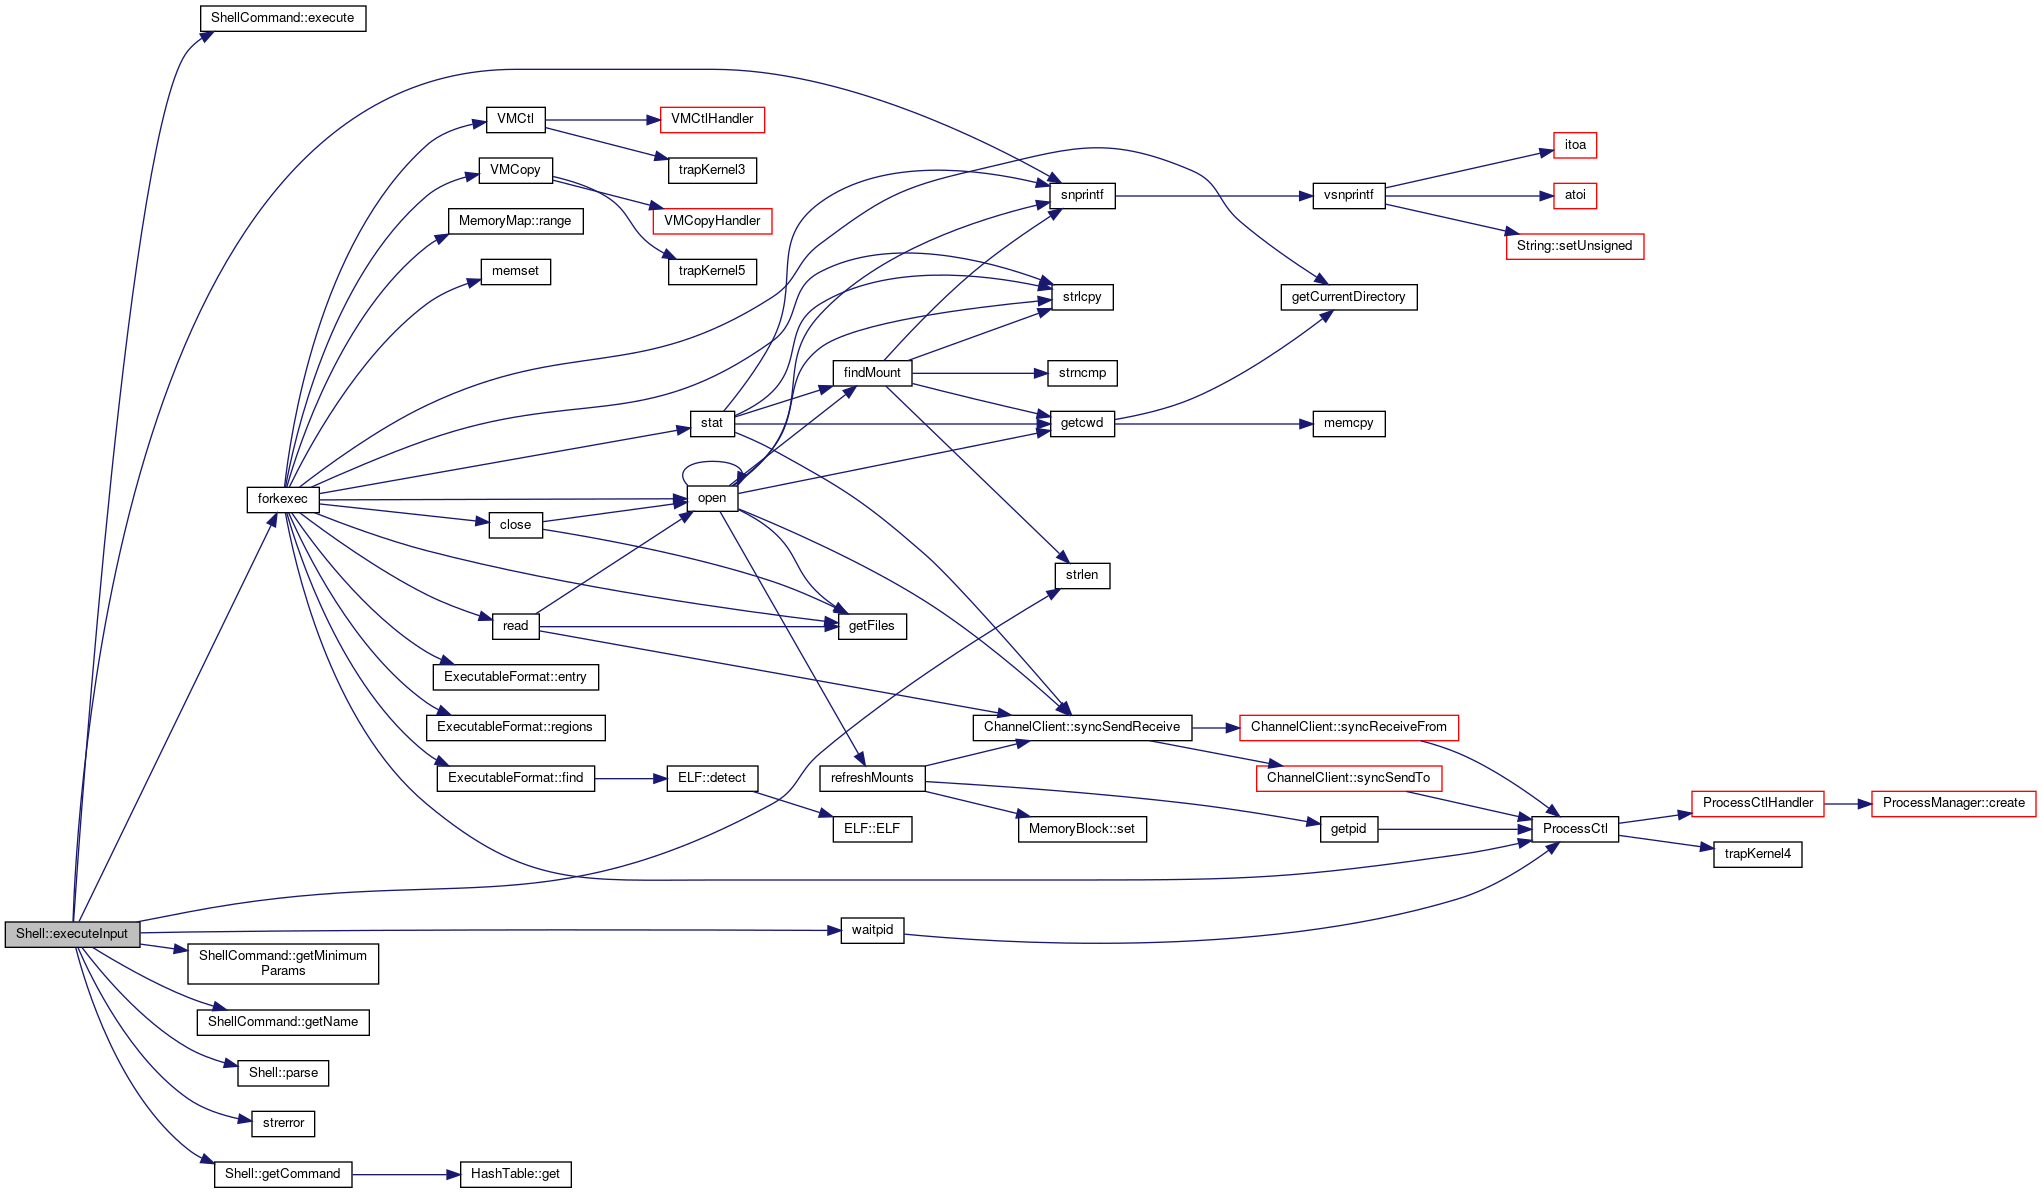 ShellCommand::execute
VMCtl
VMCtlHandler
itoa
VMCopy
trapKernel3
MemoryMap::range
VMCopyHandler
snprintf
vsnprintf
atoi
String::setUnsigned
memset
trapKernel5
strlcpy
getCurrentDirectory
findMount
strncmp
stat
getcwd
memcpy
forkexec
open
close
strlen
read
getFiles
ExecutableFormat::entry
ExecutableFormat::regions
ChannelClient::syncSendReceive
ChannelClient::syncReceiveFrom
ExecutableFormat::find
ELF::detect
refreshMounts
ChannelClient::syncSendTo
ProcessCtlHandler
ProcessManager::create
ELF::ELF
MemoryBlock::set
getpid
ProcessCtl
trapKernel4
Shell::executeInput
waitpid
ShellCommand::getMinimum
Params
ShellCommand::getName
Shell::parse
strerror
Shell::getCommand
HashTable::get